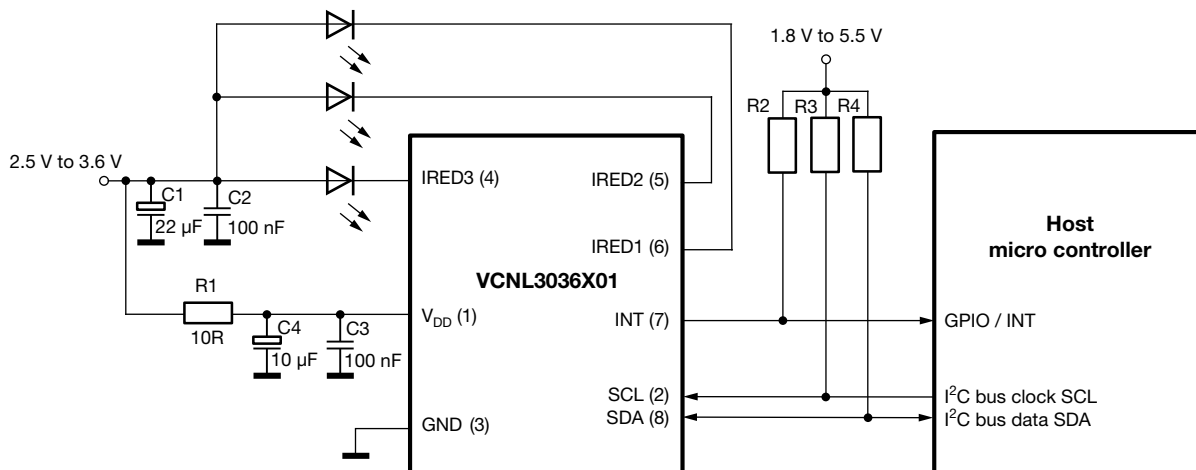 1.8 V to 5.5 V
R2
R3
R4
2.5 V to 3.6 V
C1
22 µF
C2
100 nF
IRED3 (4)
IRED2 (5)
IRED1 (6)
Host
micro controller
VCNL3036X01
R1
10R
C4
10 µF
C3
100 nF
VDD (1)
INT (7)
GPIO / INT
SCL (2)
I²C bus clock SCL
SDA (8)
I²C bus data SDA
GND (3)